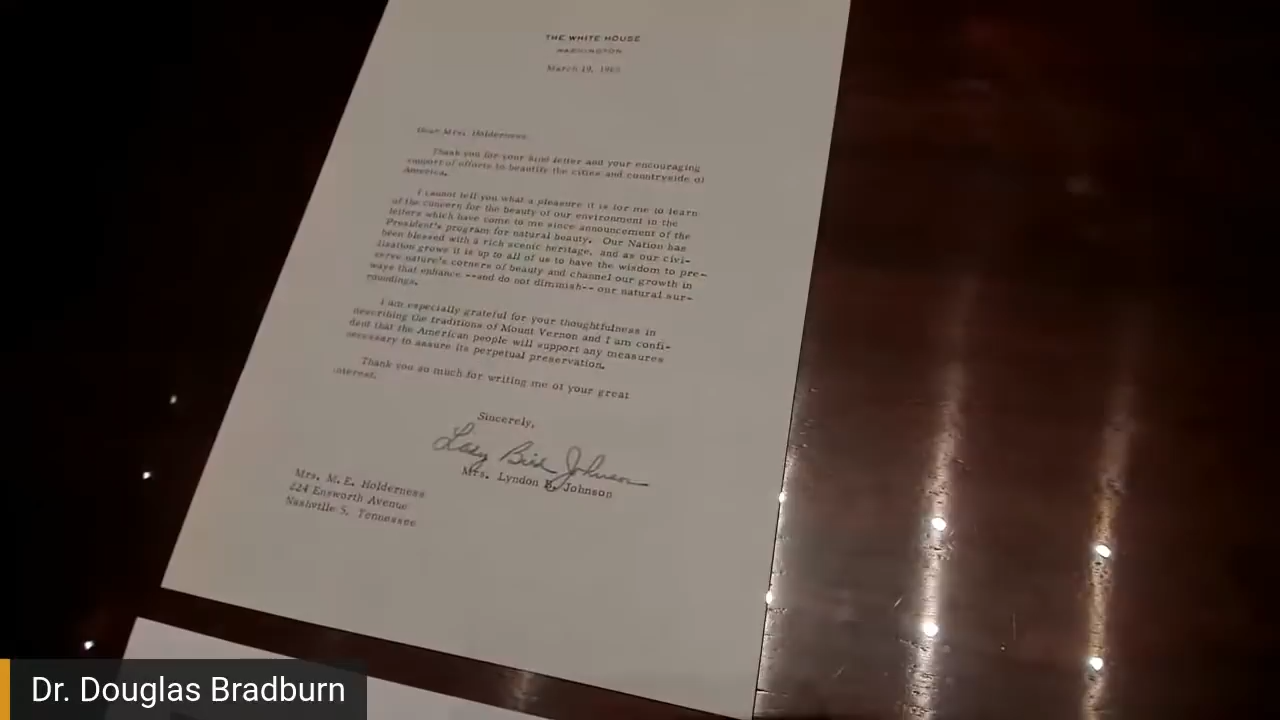 THE WHITE HOUSE
WASHINGTON
March 19, 1965
Dear Mrs. Holderness:
Thank you for your kind letter and your encouraging
support of efforts to beautify the cities and countryside of
America.
I cannot tell you what a pleasure it is for me to learn
of the concern for the beauty of our environment in the
letters which have come to me since announcement of the
President's program for natural beauty. Our Nation has
been blessed with a rich scenic heritage, and as our civi-
lization grows it is up to all of us to have the wisdom to pre-
serve nature's corners of beauty and channel our growth in
ways that enhance --and do not diminish-- our natural sur-
roundings.
I am especially grateful for your thoughtfulness in
describing the traditions of Mount Vernon and I am confi-
dent that the American people will support any measures
necessary to assure its perpetual preservation.
Thank you so much for writing me of your great
interest.
Sincerely,
Lady Bird Johnson
Mrs. Lyndon B. Johnson
Mrs. M. E. Holderness
224 Ensworth Avenue
Nashville 5, Tennessee
Dr. Douglas Bradburn